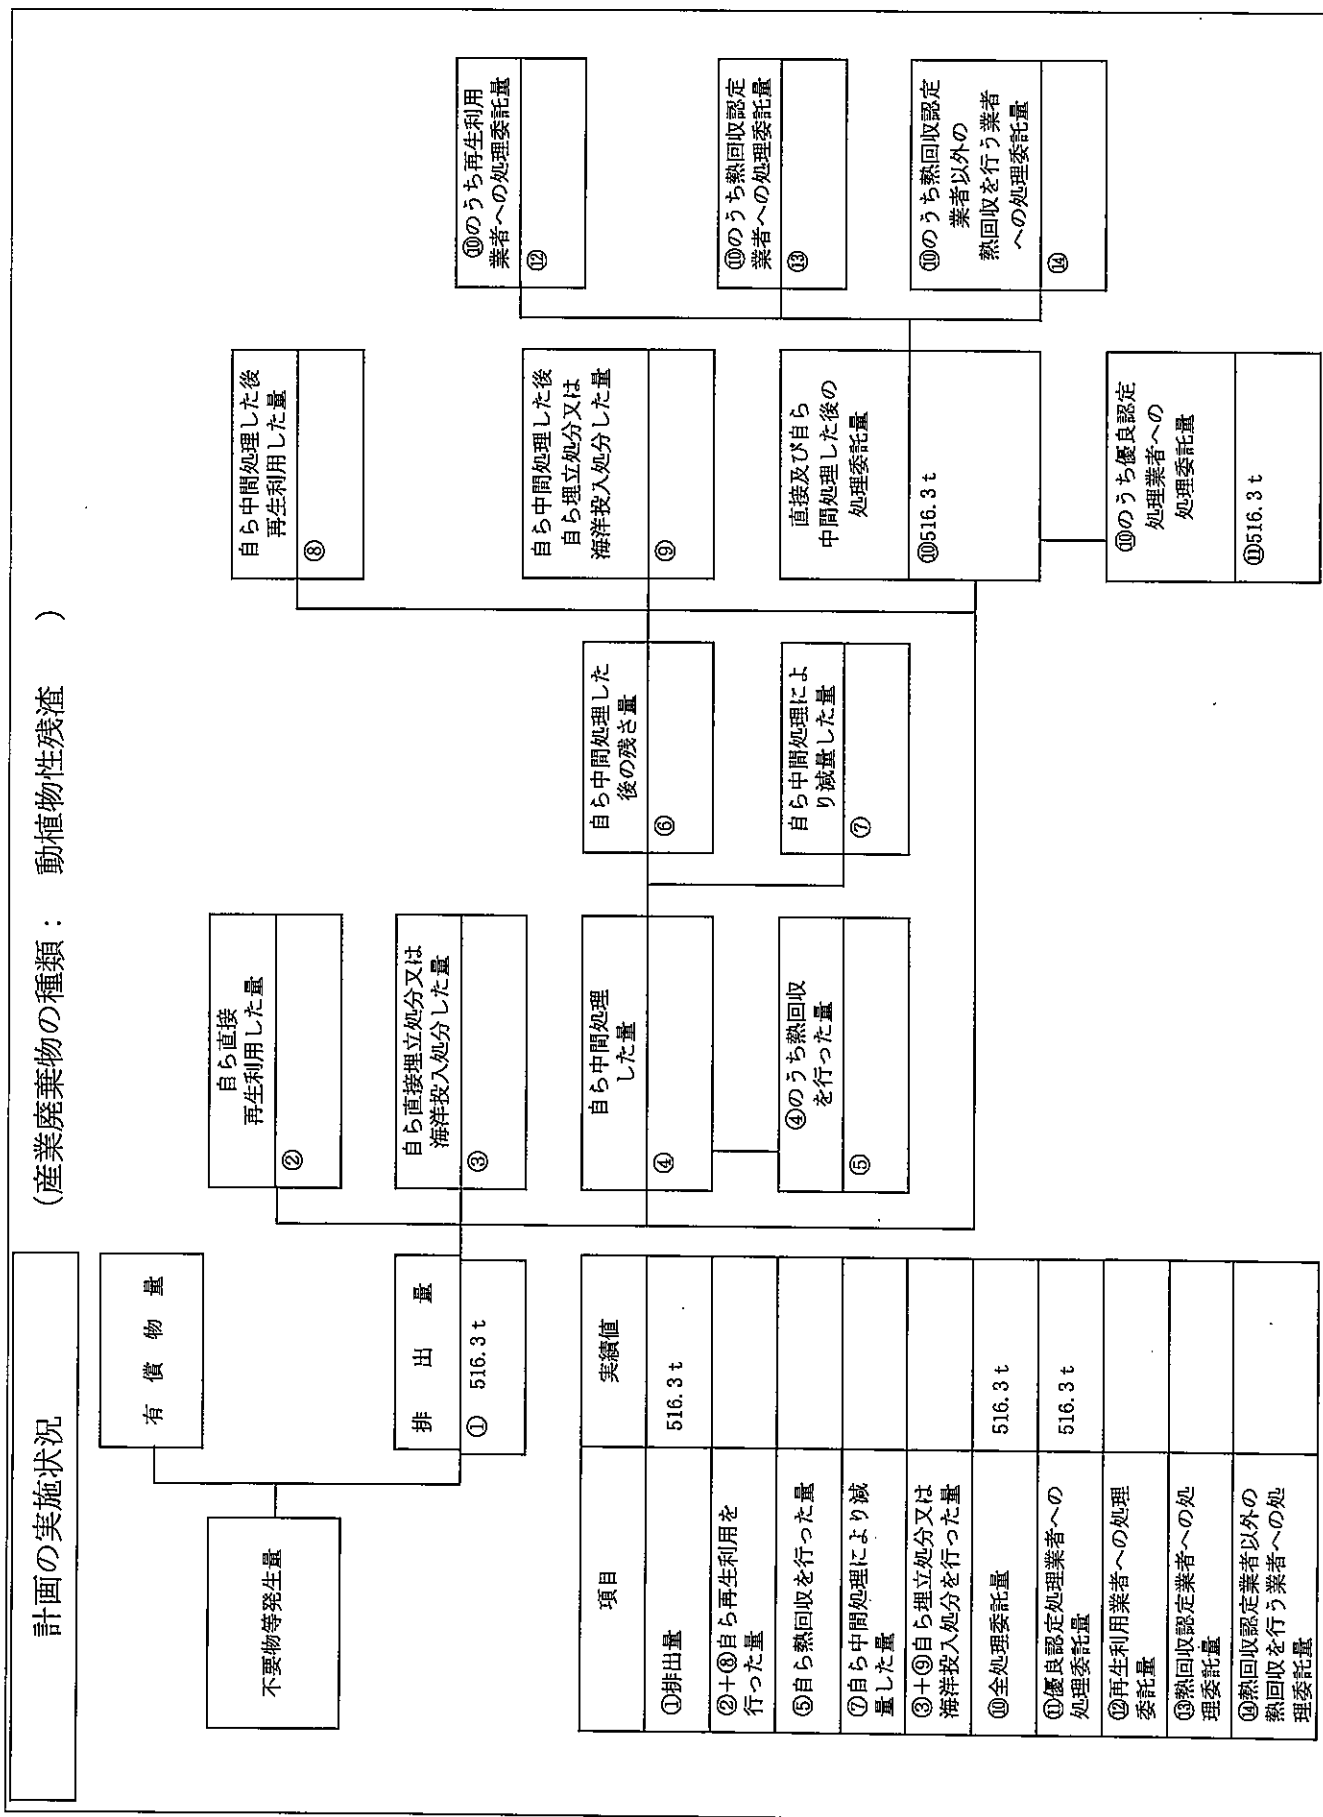 計画の実施状況
(産業廃棄物の種類： 動植物性残渣 )
不要物等発生量
有償物量
排出量
① 516.3 t
自ら直接
再生利用した量
②
自ら直接埋立処分又は
海洋投入処分した量
③
自ら中間処理
した量
④
④のうち熱回収
を行った量
⑤
自ら中間処理した
後の残さ量
⑥
自ら中間処理によ
り減量した量
⑦
自ら中間処理した後
再生利用した量
⑧
自ら中間処理した後
自ら埋立処分又は
海洋投入処分した量
⑨
直接及び自ら
中間処理した後の
処理委託量
⑩516.3 t
⑩のうち優良認定
処理業者への
処理委託量
⑪516.3 t
⑩のうち再生利用
業者への処理委託量
⑫
⑩のうち熱回収認定
業者への処理委託量
⑬
⑩のうち熱回収認定
業者以外の
熱回収を行う業者
への処理委託量
⑭
項目 実績値
①排出量 516.3 t
②+⑧自ら再生利用を
行った量
⑤自ら熱回収を行った量
⑦自ら中間処理により減
量した量
③+⑨自ら埋立処分又は
海洋投入処分を行った量
⑩全処理委託量 516.3 t
⑪優良認定処理業者への
処理委託量 516.3 t
⑫再生利用業者への処理
委託量
⑬熱回収認定業者への処
理委託量
⑭熱回収認定業者以外の
熱回収を行う業者への処
理委託量